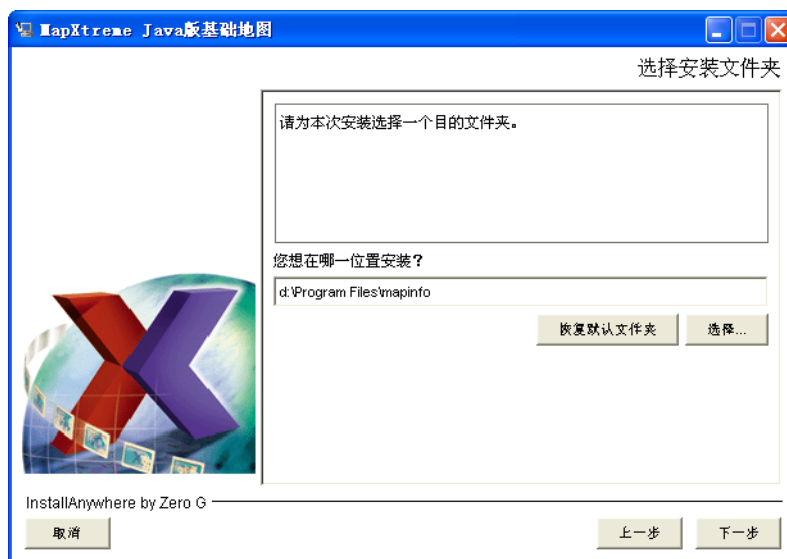 MapXtreme Java版基础地图
选择安装文件夹
请为本次安装选择一个目的文件夹。
您想在哪一位置安装？
d:\Program Files\mapinfo
恢复默认文件夹
选择...
InstallAnywhere by Zero G
取消
上一步
下一步